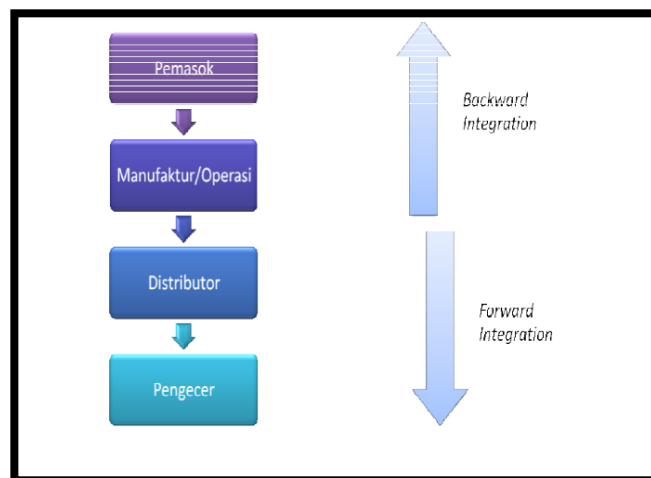 Pemasok
Backward
Integration
Manufaktur/Operasi
Distributor
Forward
Integration
Pengecer